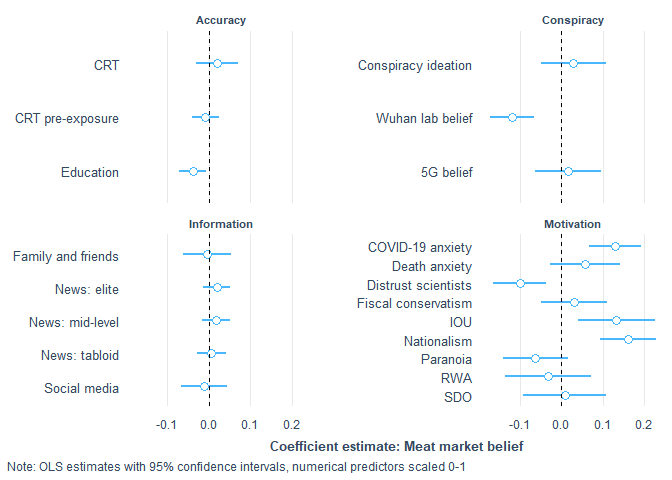 Accuracy
CRT
CRT pre-exposure
Education
Conspiracy
Conspiracy ideation
Wuhan lab belief
5G belief
Information
Family and friends
News: elite
News: mid-level
News: tabloid
Social media
-0.1 0.0 0.1 0.2
Motivation
COVID-19 anxiety
Death anxiety
Distrust scientists
Fiscal conservatism
IOU
Nationalism
Paranoia
RWA
SDO
-0.1 0.0 0.1 0.2
Coefficient estimate: Meat market belief
Note: OLS estimates with 95% confidence intervals, numerical predictors scaled 0-1